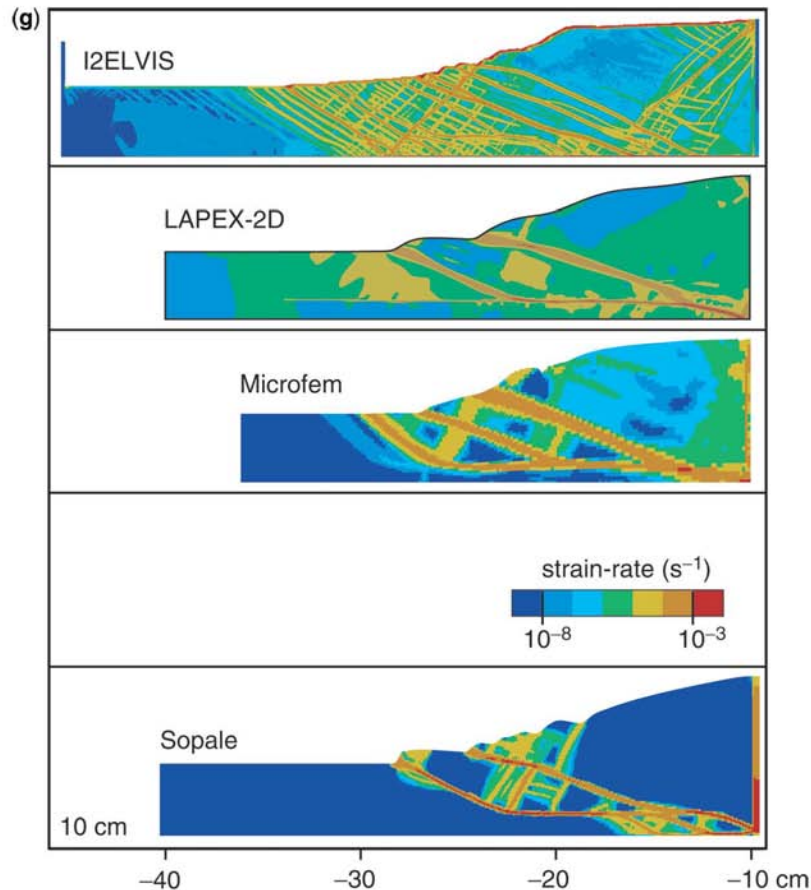 (g)
I2ELVIS
LAPEX-2D
Microfem
strain-rate (s⁻¹)
10⁻⁸ 10⁻³
Sopale
10 cm
−40 −30 −20 −10 cm